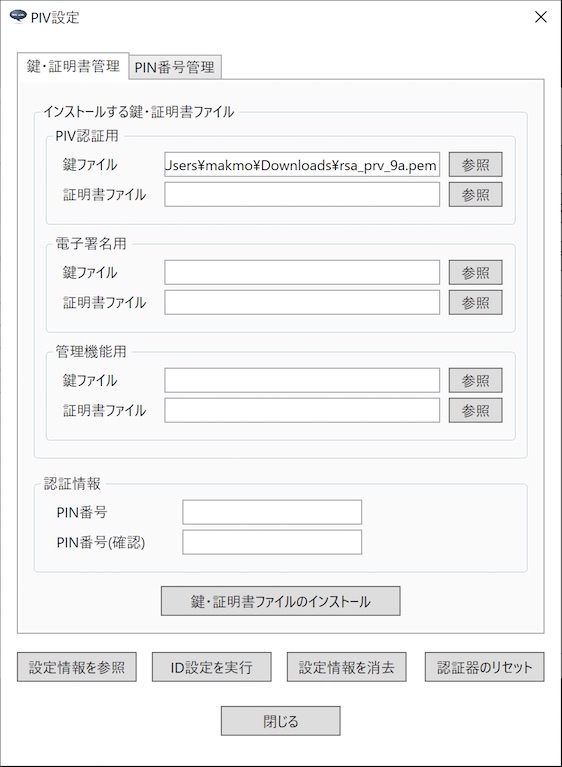 PIV設定
鍵・証明書管理 PIN番号管理
インストールする鍵・証明書ファイル
PIV認証用
鍵ファイル Jsers¥makmo¥Downloads¥rsa_prv_9a.pem 参照
証明書ファイル 参照
電子署名用
鍵ファイル 参照
証明書ファイル 参照
管理機能用
鍵ファイル 参照
証明書ファイル 参照
認証情報
PIN番号
PIN番号(確認)
鍵・証明書ファイルのインストール
設定情報を参照 ID設定を実行 設定情報を消去 認証器のリセット
閉じる